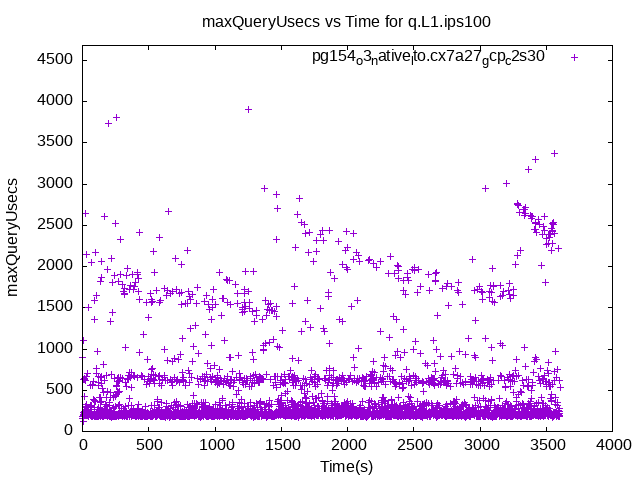 maxQueryUsecs vs Time for q.L1.ips100
pg154o3nativelto.cx7a27gcpc2s30
4500
4000
3500
3000
2500
2000
1500
1000
500
0
maxQueryUsecs
0 500 1000 1500 2000 2500 3000 3500 4000
Time(s)